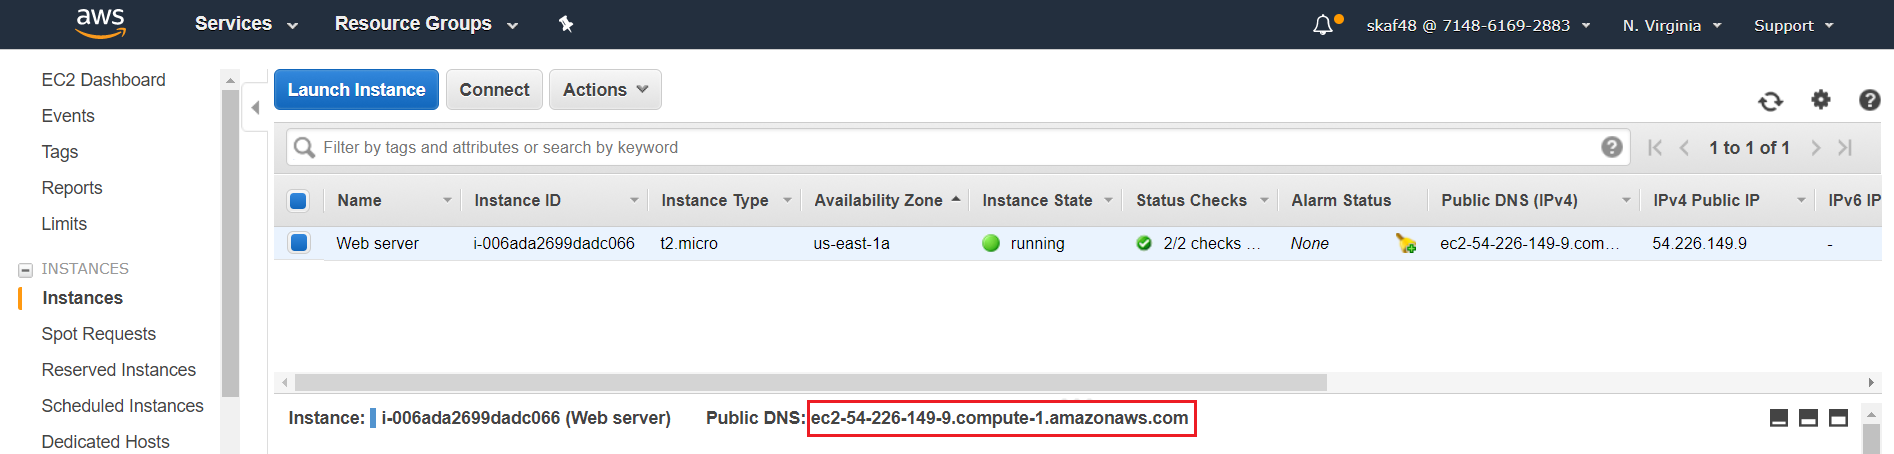 aws Services Resource Groups skaf48 @ 7148-6169-2883 N. Virginia Support
EC2 Dashboard
Events
Tags
Reports
Limits
INSTANCES
Instances
Spot Requests
Reserved Instances
Scheduled Instances
Dedicated Hosts
Launch Instance Connect Actions
Filter by tags and attributes or search by keyword 1 to 1 of 1
Name Instance ID Instance Type Availability Zone Instance State Status Checks Alarm Status Public DNS (IPv4) IPv4 Public IP IPv6 IP
Web server i-006ada2699dadc066 t2.micro us-east-1a running 2/2 checks ... None ec2-54-226-149-9.com... 54.226.149.9 -
Instance: i-006ada2699dadc066 (Web server) Public DNS: ec2-54-226-149-9.compute-1.amazonaws.com